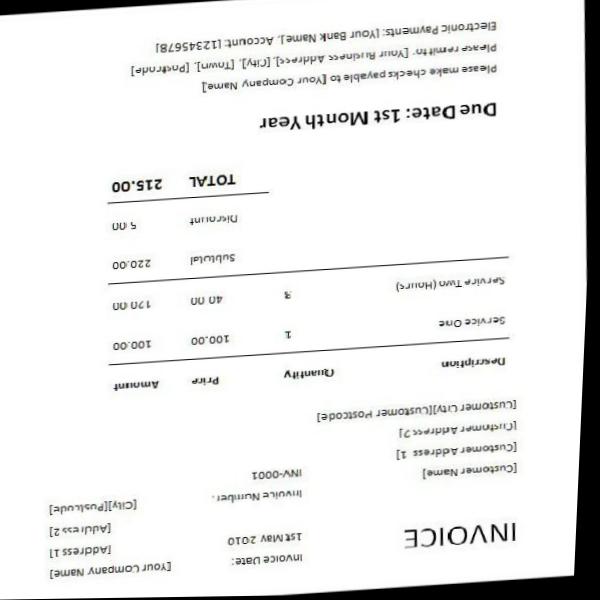 INVOICE
[Customer Name]
[Customer Address 1]
[Customer Address 2]
[Customer City][Customer Postcode]
Invoice Date:
1st May 2010
Invoice Number:
INV-0001
[Your Company Name]
[Address 1]
[Address 2]
[City][Postcode]
Description Quantity Price Amount
Service One 1 100.00 100.00
Service Two (Hours) 3 40.00 120.00
Subtotal 220.00
Discount 5.00
TOTAL 215.00
Due Date: 1st Month Year
Please make checks payable to [Your Company Name]
Please remit to: [Your Business Address], [City], [Town], [Postcode]
Electronic Payments: [Your Bank Name], Account: [12345678]